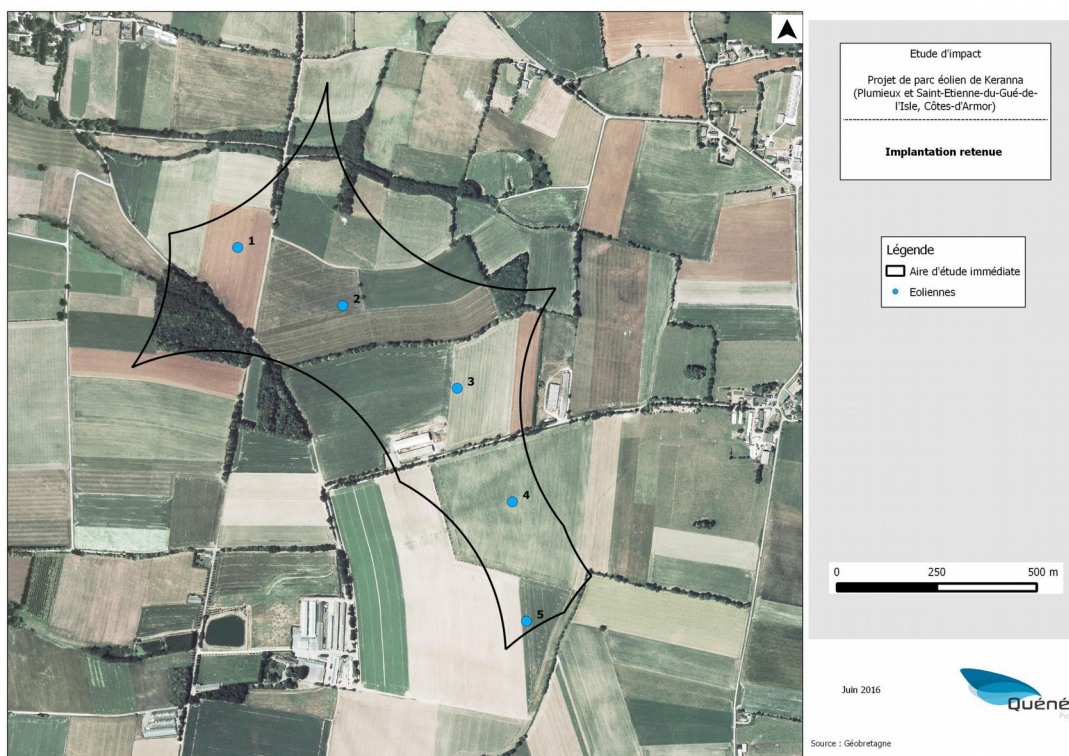 Etude d'impact
Projet de parc éolien de Keranna
(Plumieux et Saint-Etienne-du-Gué-de-
l'Isle, Côtes-d'Armor)
Implantation retenue
1
2
3
4
5
Légende
Aire d'étude immédiate
Eoliennes
0 250 500 m
Juin 2016
Quéné
Source : Géobretagne